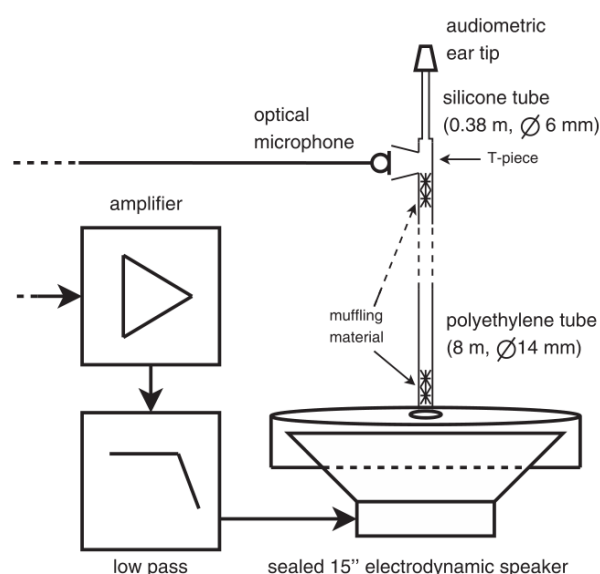 audiometric
ear tip
silicone tube
(0.38 m, Ø 6 mm)
optical
microphone
T-piece
amplifier
muffling
material
polyethylene tube
(8 m, Ø14 mm)
low pass
sealed 15'' electrodynamic speaker